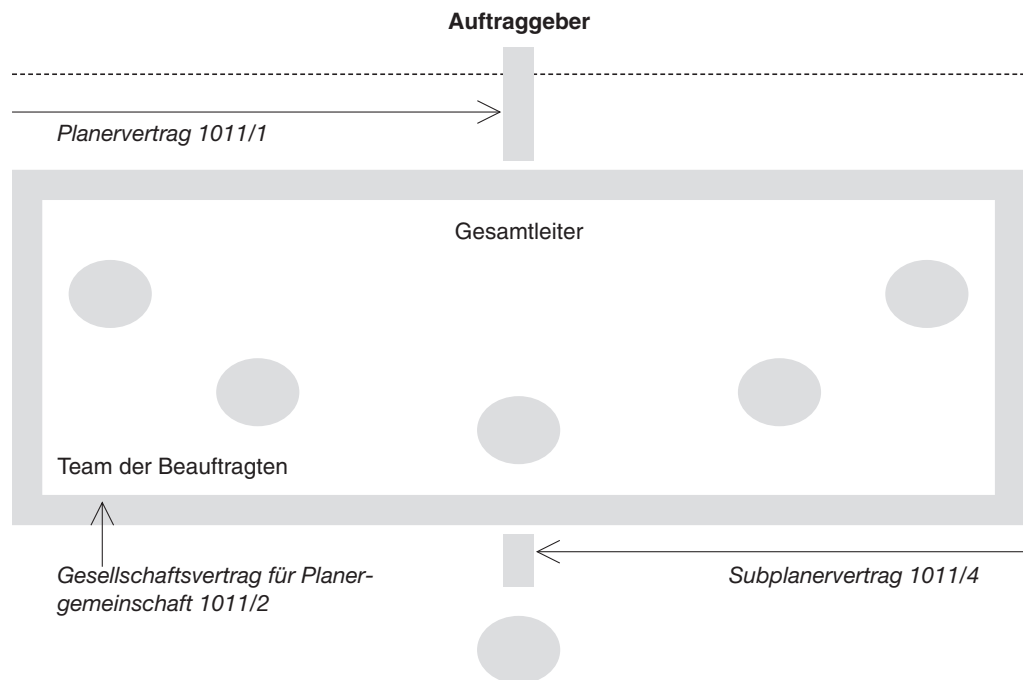 Auftraggeber
Planervertrag 1011/1
Gesamtleiter
Team der Beauftragten
Gesellschaftsvertrag für Planer-
gemeinschaft 1011/2
Subplanervertrag 1011/4